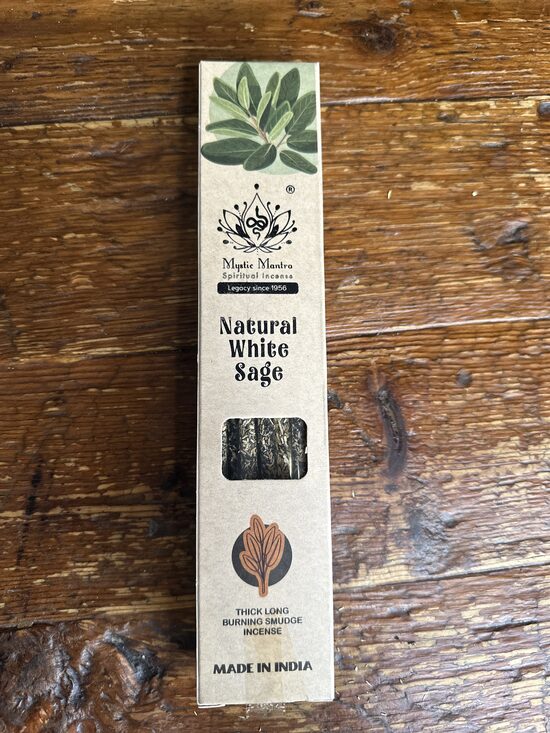 ®
Mystic Mantra
Spiritual Incense
Legacy since 1956
Natural
White
Sage
THICK LONG
BURNING SMUDGE
INCENSE
MADE IN INDIA